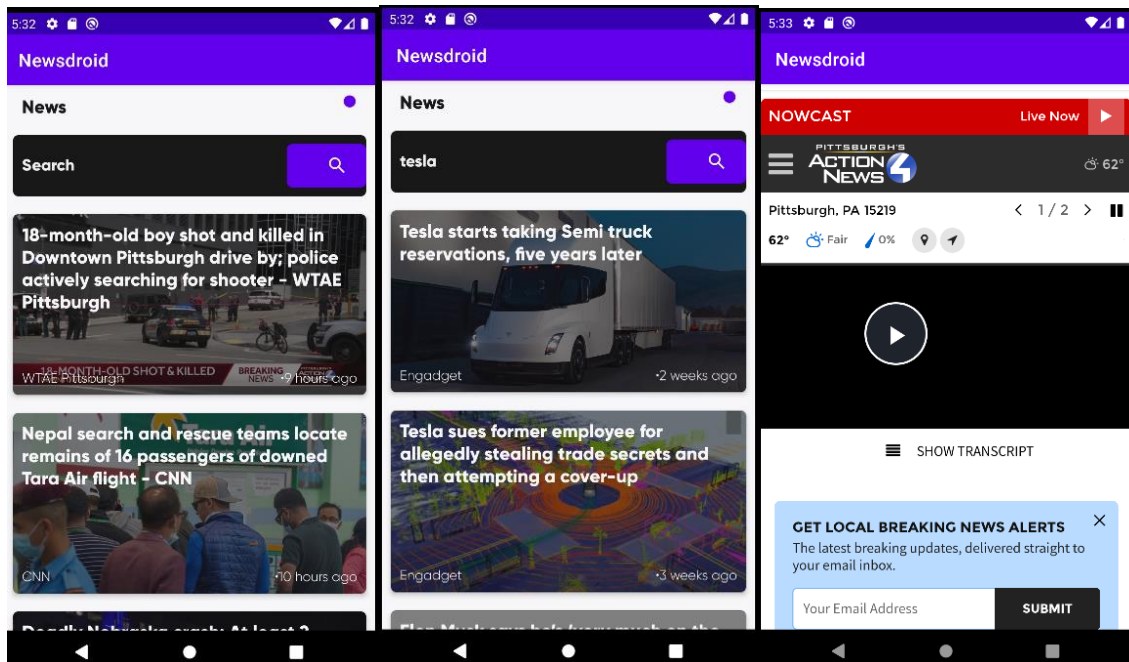 5:32
Newsdroid
News
Search
18-month-old boy shot and killed in
Downtown Pittsburgh drive by; police
actively searching for shooter - WTAE
Pittsburgh
18-MONTH-OLD SHOT & KILLED
BREAKING
NEWS
WTAE Pittsburgh
•9 hours ago
Nepal search and rescue teams locate
remains of 16 passengers of downed
Tara Air flight - CNN
Tara Air
CNN
•10 hours ago
5:32
Newsdroid
News
tesla
Tesla starts taking Semi truck
reservations, five years later
Engadget
•2 weeks ago
Tesla sues former employee for
allegedly stealing trade secrets and
then attempting a cover-up
Engadget
•3 weeks ago
5:33
Newsdroid
NOWCAST
Live Now
PITTSBURGH'S
ACTION
NEWS 4
62°
Pittsburgh, PA 15219
1 / 2
62°
Fair
0%
SHOW TRANSCRIPT
GET LOCAL BREAKING NEWS ALERTS
The latest breaking updates, delivered straight to
your email inbox.
Your Email Address
SUBMIT